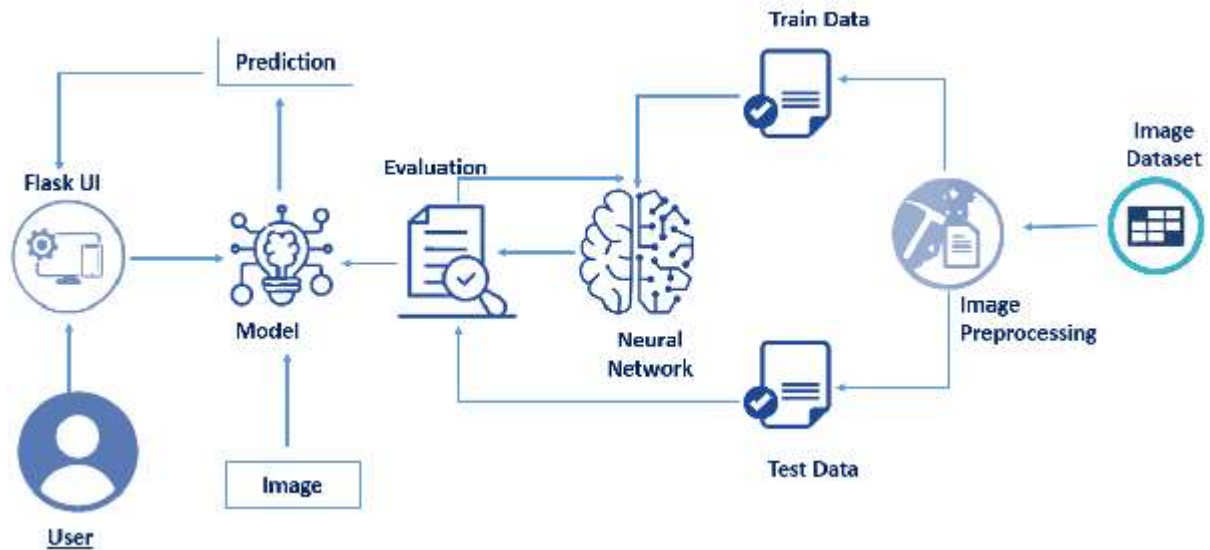 Train Data
Prediction
Image
Dataset
Evaluation
Flask UI
Image
Preprocessing
Model
Neural
Network
Test Data
Image
User